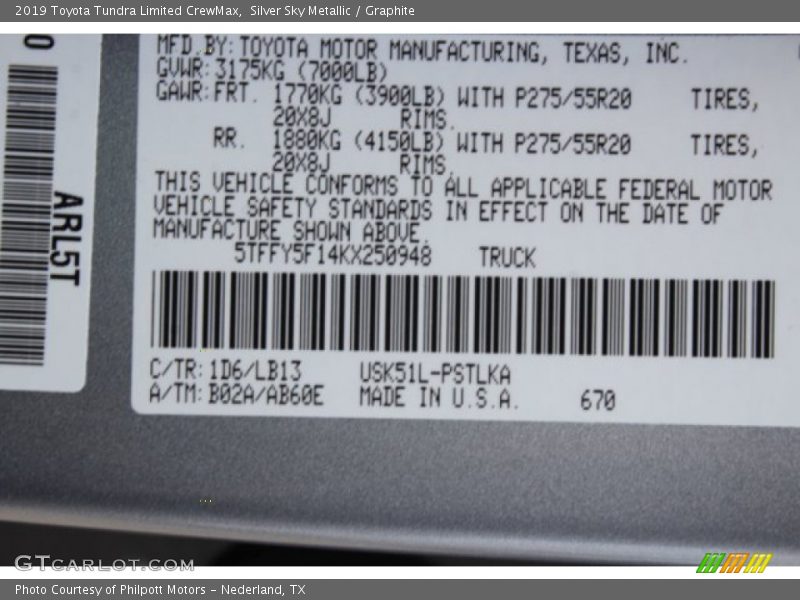 2019 Toyota Tundra Limited CrewMax, Silver Sky Metallic / Graphite
0
ARL5T
MFD.BY: TOYOTA MOTOR MANUFACTURING, TEXAS, INC.
GVWR: 3175KG (7000LB)
GAWR: FRT. 1770KG (3900LB) WITH P275/55R20 TIRES,
20X8J RIMS.
RR. 1880KG (4150LB) WITH P275/55R20 TIRES,
20X8J RIMS.
THIS VEHICLE CONFORMS TO ALL APPLICABLE FEDERAL MOTOR
VEHICLE SAFETY STANDARDS IN EFFECT ON THE DATE OF
MANUFACTURE SHOWN ABOVE.
5TFFY5F14KX250948 TRUCK
C/TR: 1D6/LB13 USK51L-PSTLKA
A/TM: B02A/AB60E MADE IN U.S.A. 670
GTCARLOT.COM
Photo Courtesy of Philpott Motors - Nederland, TX